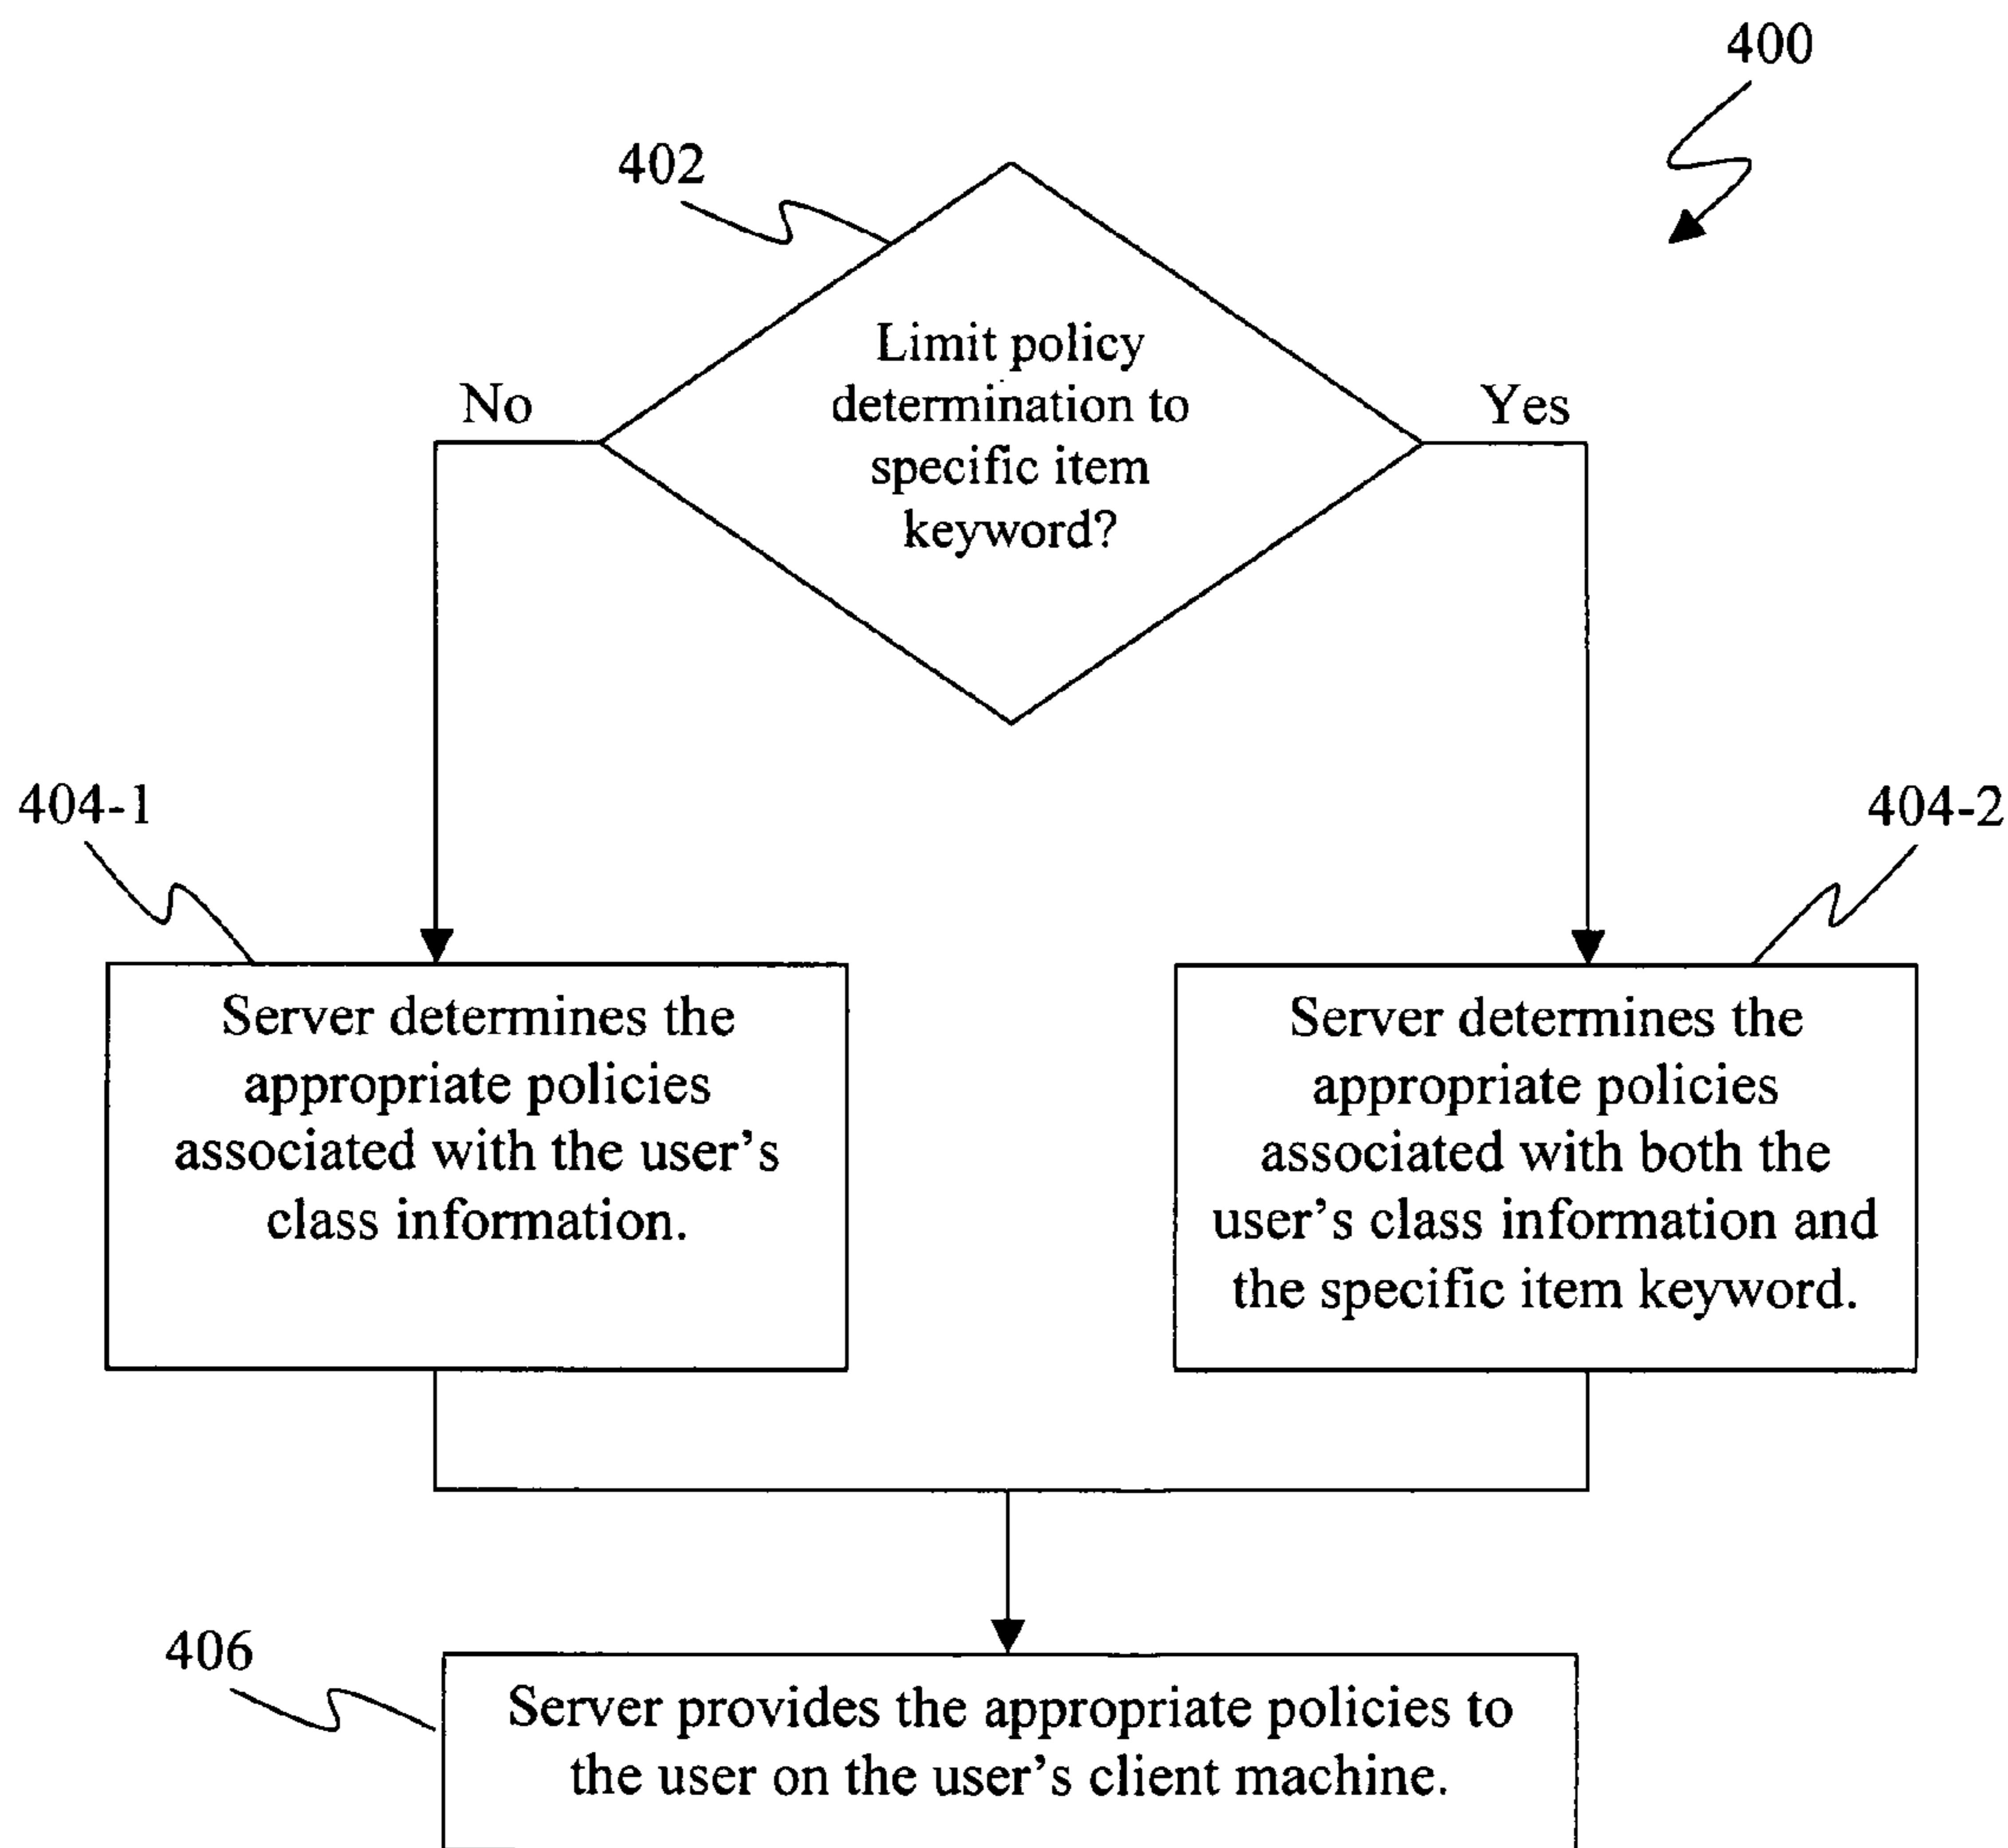 400
402
Limit policy
determination to
specific item
keyword?
No
Yes
404-1
404-2
Server determines the
appropriate policies
associated with the user's
class information.
Server determines the
appropriate policies
associated with both the
user's class information and
the specific item keyword.
406
Server provides the appropriate policies to
the user on the user's client machine.